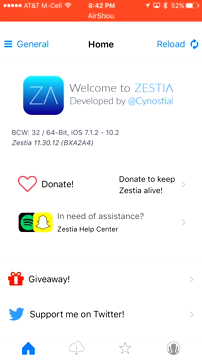 AT&T M-Cell 8:42 PM 52%
AirShou
General Home Reload
ZA
Welcome to ZESTIA
Developed by @Cynostial
BCW: 32 / 64-Bit, iOS 7.1.2 - 10.2
Zestia 11.30.12 (BXA2A4)
Donate! Donate to keep
Zestia alive!
In need of assistance?
Zestia Help Center
Giveaway!
Support me on Twitter!